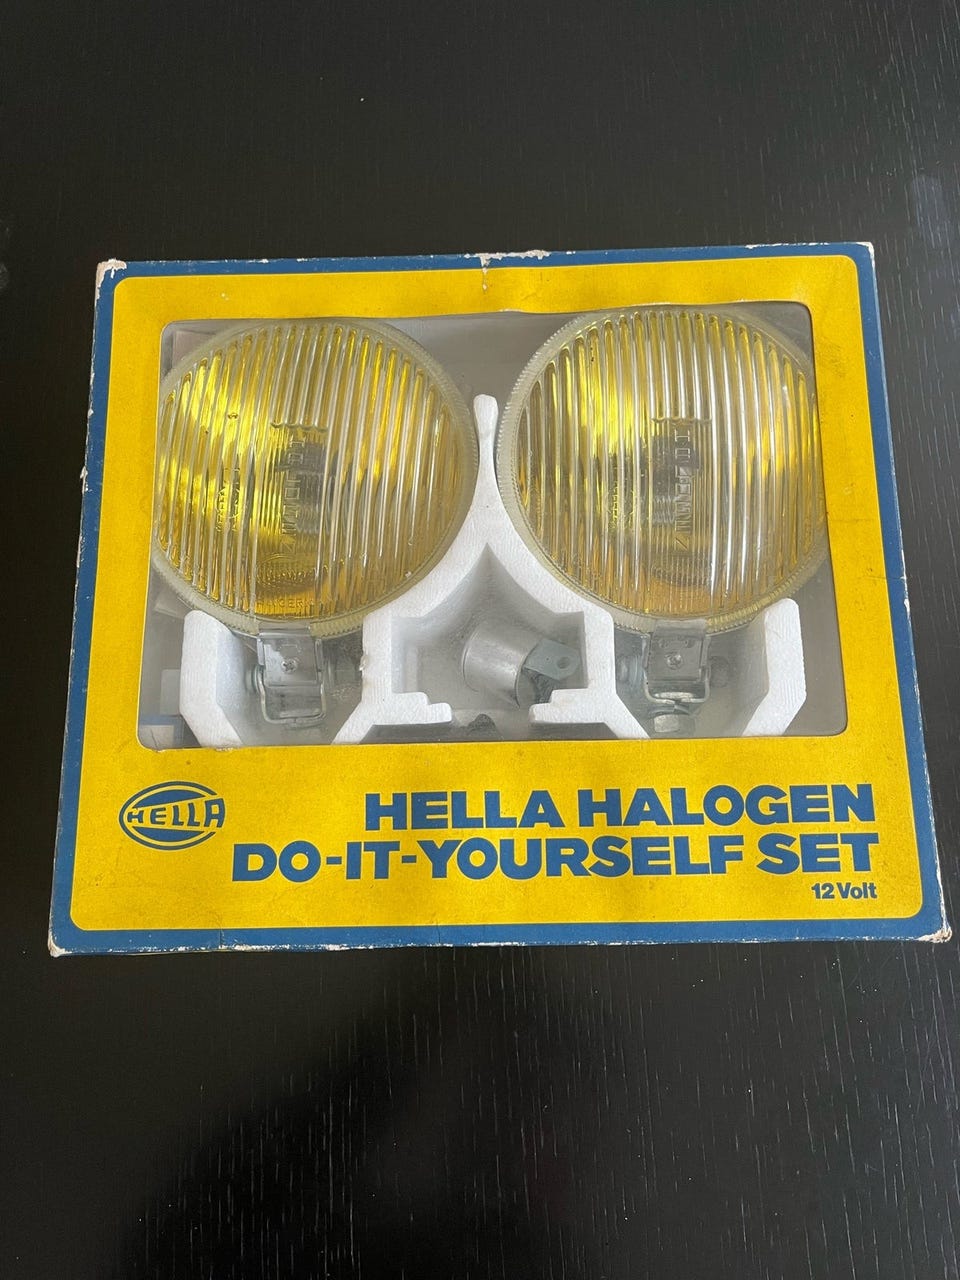 HELLA
HELLA HALOGEN
DO-IT-YOURSELF SET
12 Volt